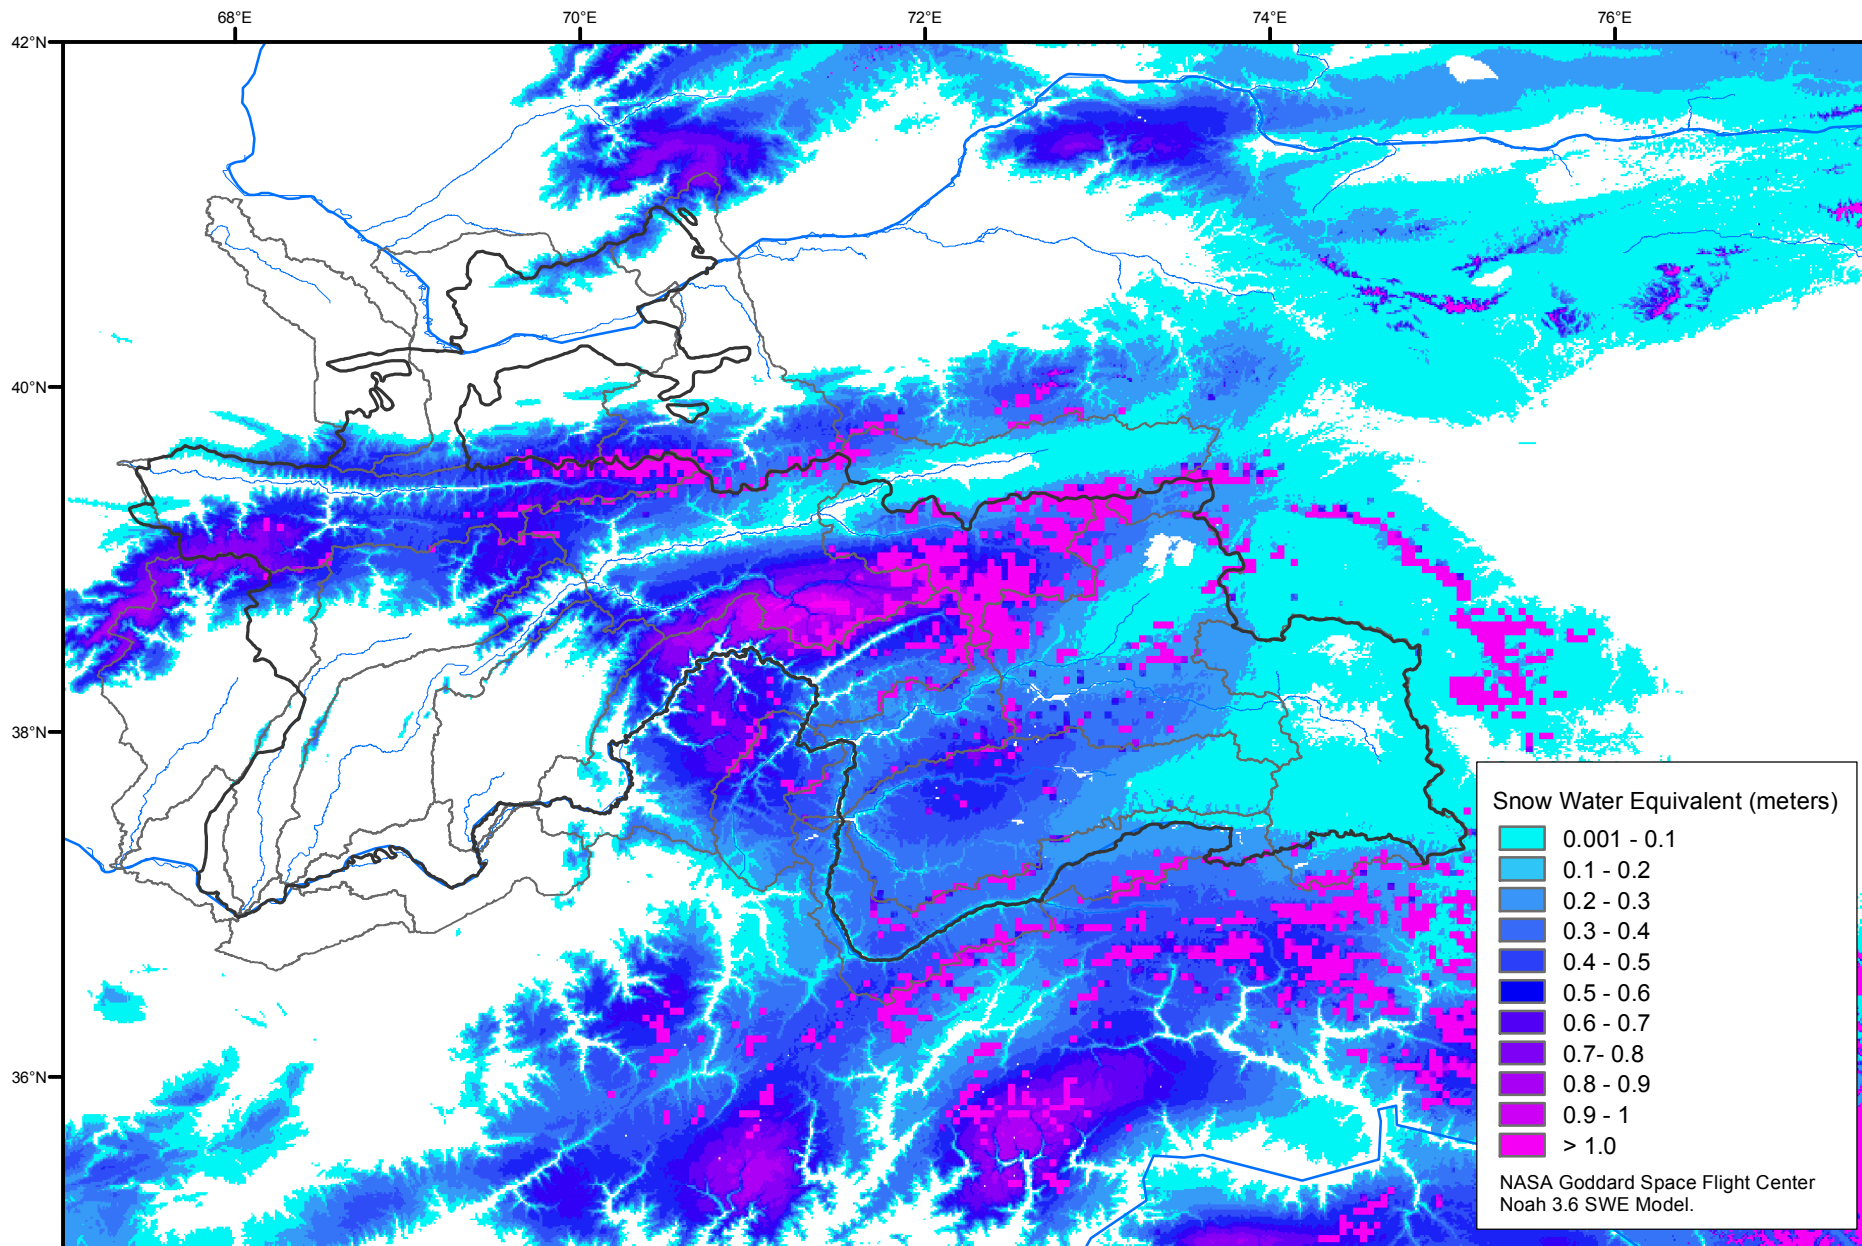 68°E
70°E
72°E
74°E
76°E
42°N
40°N
38°N
36°N
Snow Water Equivalent (meters)
0.001 - 0.1
0.1 - 0.2
0.2 - 0.3
0.3 - 0.4
0.4 - 0.5
0.5 - 0.6
0.6 - 0.7
0.7- 0.8
0.8 - 0.9
0.9 - 1
> 1.0
NASA Goddard Space Flight Center
Noah 3.6 SWE Model.